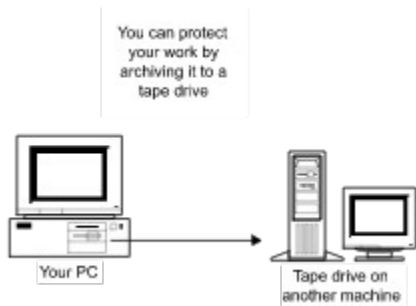 You can protect
your work by
archiving it to a
tape drive
Your PC
Tape drive on
another machine